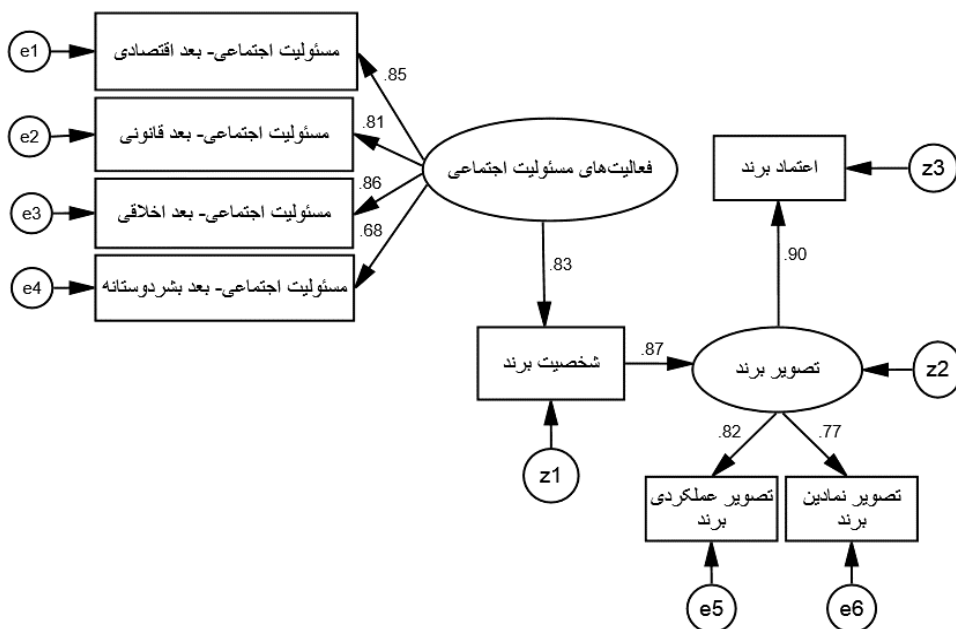 e1
مسئولیت اجتماعی- بعد اقتصادی
.85
e2
مسئولیت اجتماعی- بعد قانونی
.81
فعالیت‌های مسئولیت اجتماعی
اعتماد برند
z3
e3
مسئولیت اجتماعی- بعد اخلاقی
.86
.68
e4
مسئولیت اجتماعی- بعد بشردوستانه
.83
.90
شخصیت برند
.87
تصویر برند
z2
z1
.82
.77
تصویر عملکردی
برند
تصویر نمادین
برند
e5
e6